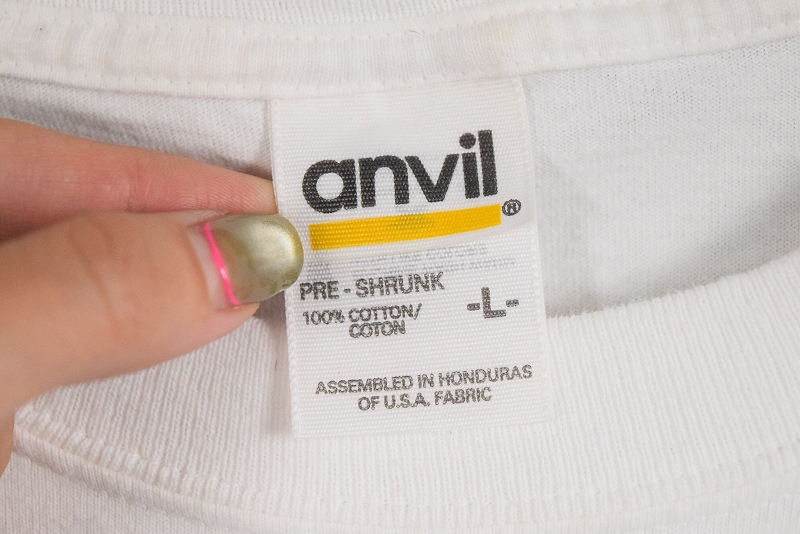 anvil®
PRE-SHRUNK
100% COTTON/
COTON
-L-
ASSEMBLED IN HONDURAS
OF U.S.A. FABRIC